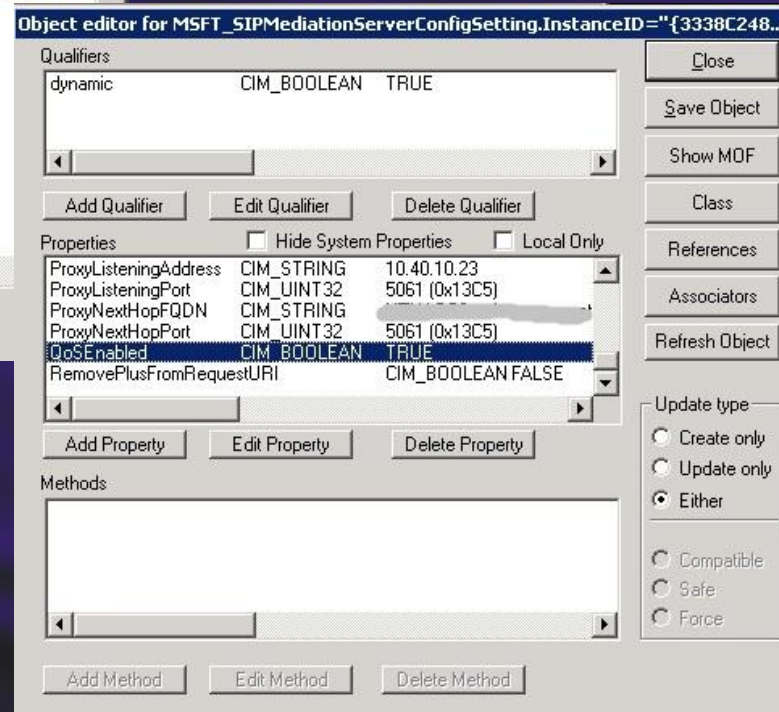 Object editor for MSFT_SIPMediationServerConfigSetting.InstanceID="{3338C248...
Qualifiers
dynamic CIM_BOOLEAN TRUE
Add Qualifier Edit Qualifier Delete Qualifier
Properties Hide System Properties Local Only
ProxyListeningAddress CIM_STRING 10.40.10.23
ProxyListeningPort CIM_UINT32 5061 (0x13C5)
ProxyNextHopFQDN CIM_STRING
ProxyNextHopPort CIM_UINT32 5061 (0x13C5)
QoSEnabled CIM_BOOLEAN TRUE
RemovePlusFromRequestURI CIM_BOOLEAN FALSE
Add Property Edit Property Delete Property
Methods
Add Method Edit Method Delete Method
Close
Save Object
Show MOF
Class
References
Associators
Refresh Object
Update type
Create only
Update only
Either
Compatible
Safe
Force